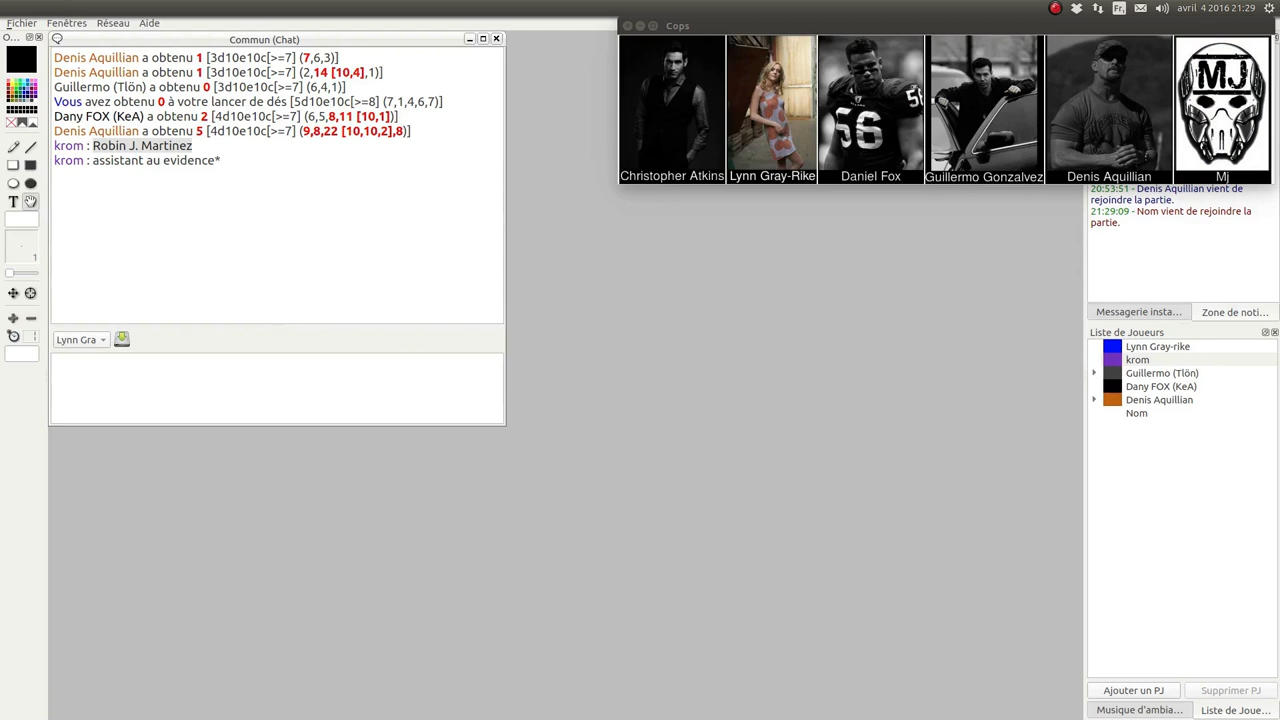 Fr,
avril 4 2016 21:29
Fichier Fenêtres Réseau Aide
Cops
O...
Commun (Chat)
Denis Aquillian a obtenu 1 [3d10e10c[>=7] (7,6,3)]
Denis Aquillian a obtenu 1 [3d10e10c[>=7] (2,14 [10,4],1)]
Guillermo (Tlön) a obtenu 0 [3d10e10c[>=7] (6,4,1)]
Vous avez obtenu 0 à votre lancer de dés [5d10e10c[>=8] (7,1,4,6,7)]
Dany FOX (KeA) a obtenu 2 [4d10e10c[>=7] (6,5,8,11 [10,1])]
Denis Aquillian a obtenu 5 [4d10e10c[>=7] (9,8,22 [10,10,2],8)]
krom : Robin J. Martinez
krom : assistant au evidence*
56
MJ
Christopher Atkins
Lynn Gray-Rike
Daniel Fox
Guillermo Gonzalvez
Denis Aquillian
Mj
20:53:51 - Denis Aquillian vient de
rejoindre la partie.
21:29:09 - Nom vient de rejoindre la
partie.
T
1
Lynn Gra
Messagerie insta...
Zone de noti...
Liste de Joueurs
Lynn Gray-rike
krom
Guillermo (Tlön)
Dany FOX (KeA)
Denis Aquillian
Nom
1
Ajouter un PJ
Supprimer PJ
Musique d'ambia...
Liste de Joue...